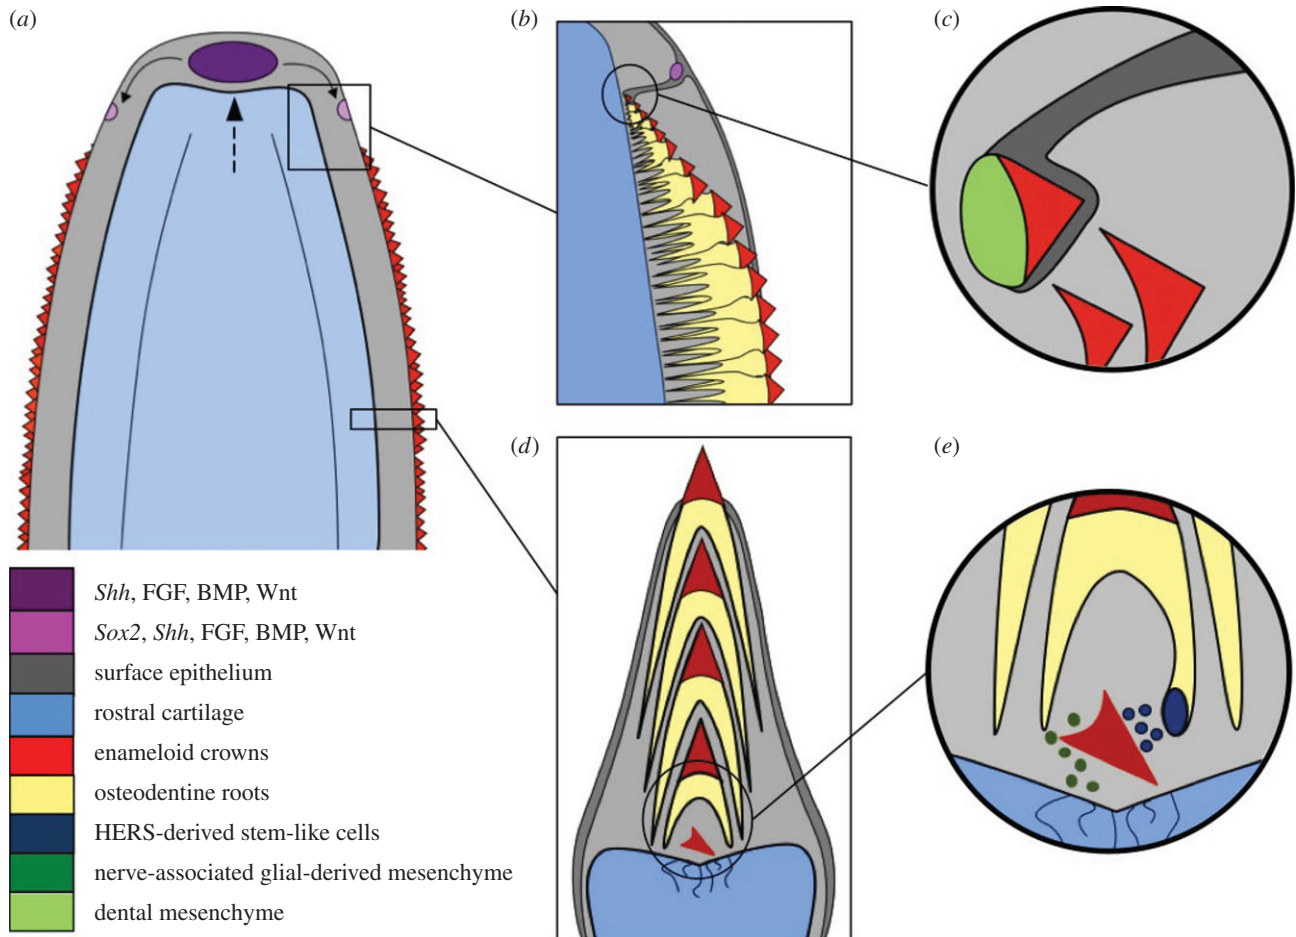 (a)
(b)
(c)
(d)
(e)
Shh, FGF, BMP, Wnt
Sox2, Shh, FGF, BMP, Wnt
surface epithelium
rostral cartilage
enameloid crowns
osteodentine roots
HERS-derived stem-like cells
nerve-associated glial-derived mesenchyme
dental mesenchyme